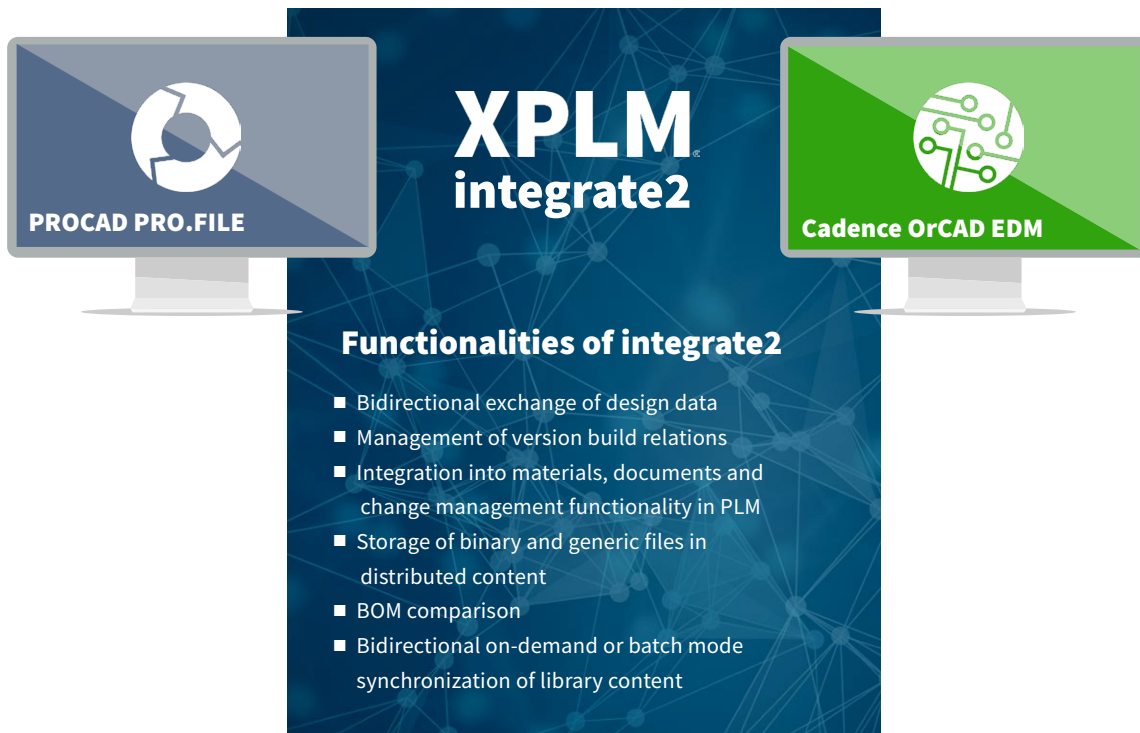 XPLM®
integrate2
PROCAD PRO.FILE
Cadence OrCAD EDM
Functionalities of integrate2
■ Bidirectional exchange of design data
■ Management of version build relations
■ Integration into materials, documents and
change management functionality in PLM
■ Storage of binary and generic files in
distributed content
■ BOM comparison
■ Bidirectional on-demand or batch mode
synchronization of library content